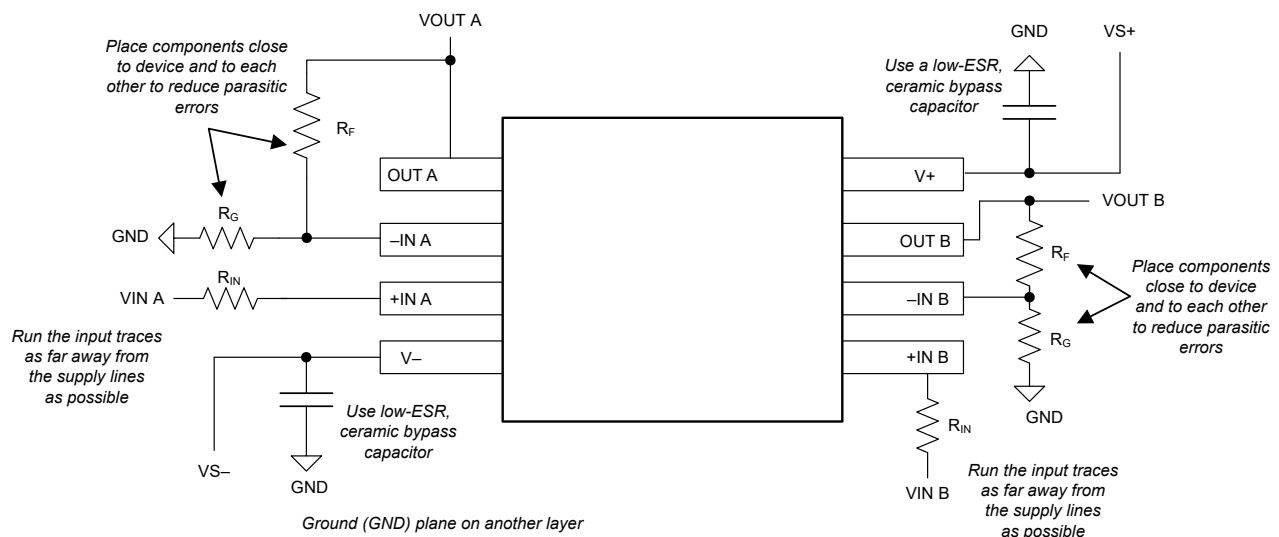 VOUT A
Place components close
to device and to each
other to reduce parasitic
errors
RF
OUT A
RG
GND
–IN A
RIN
VIN A
+IN A
Run the input traces
as far away from
the supply lines
as possible
V–
Use low-ESR,
ceramic bypass
capacitor
VS–
GND
Ground (GND) plane on another layer
GND
VS+
Use a low-ESR,
ceramic bypass
capacitor
V+
VOUT B
OUT B
RF
Place components
close to device
and to each other
to reduce parasitic
errors
–IN B
RG
+IN B
GND
RIN
VIN B
Run the input traces
as far away from
the supply lines
as possible